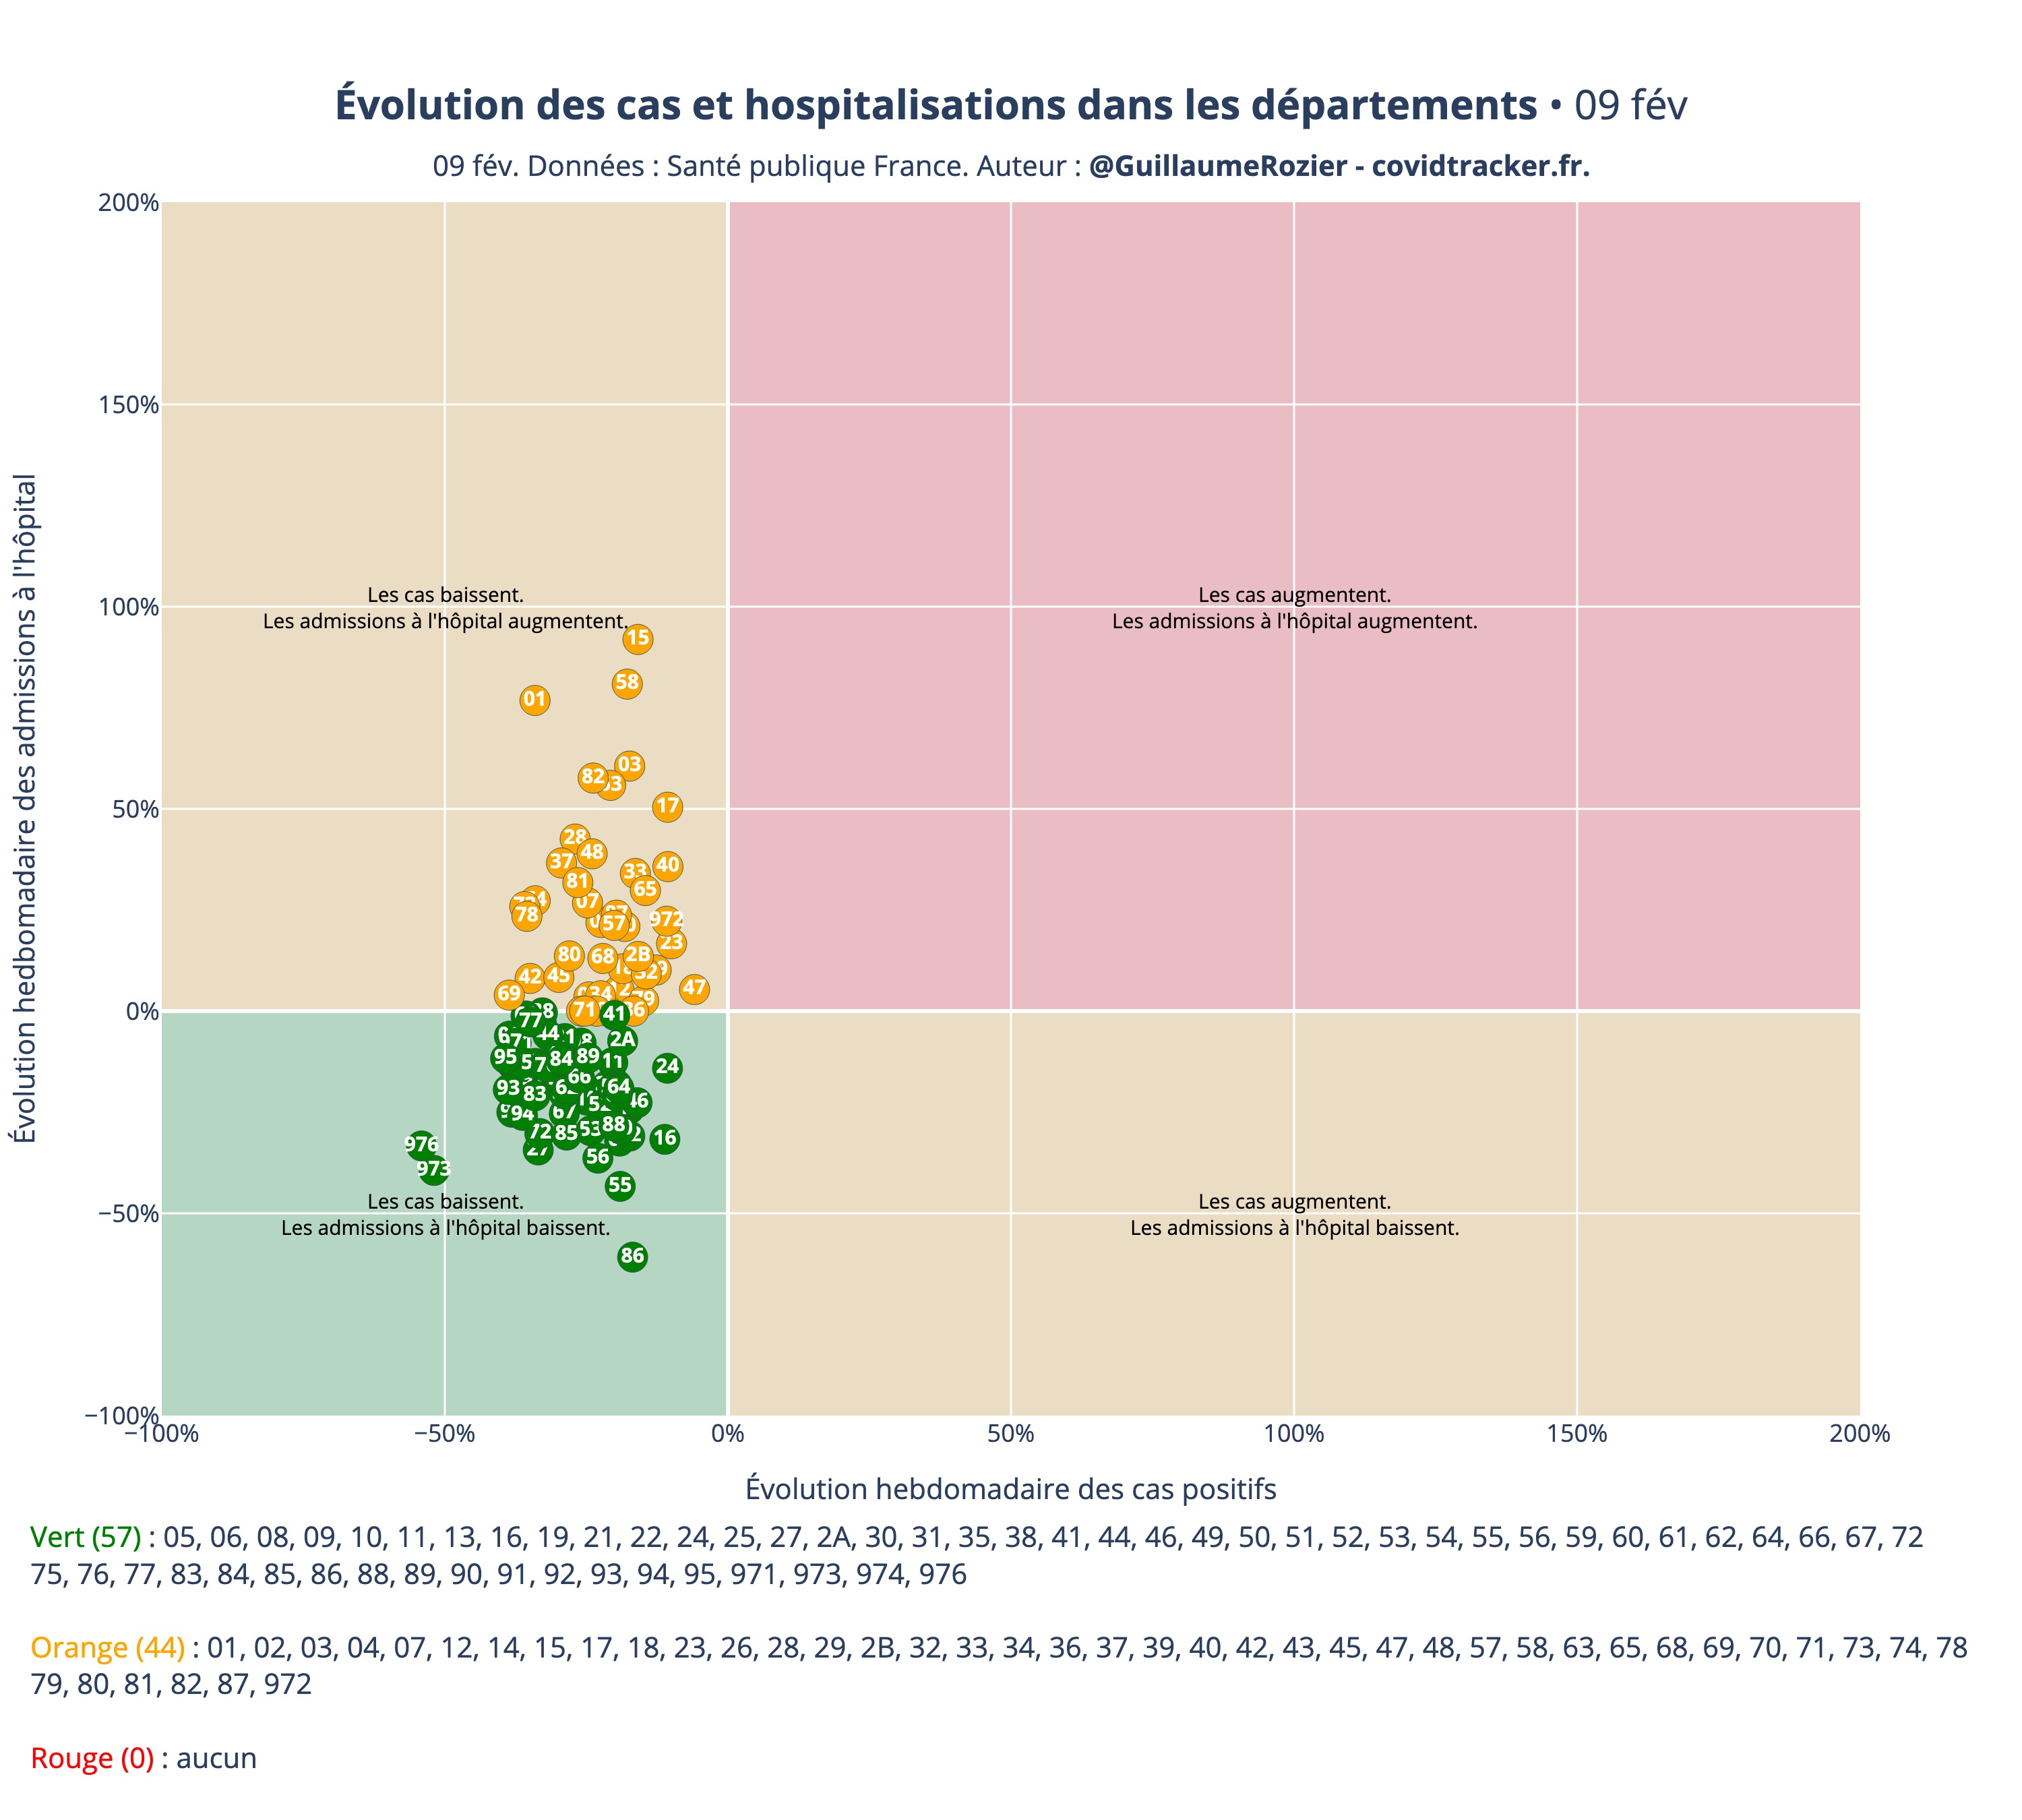 Évolution des cas et hospitalisations dans les départements • 09 fév
09 fév. Données : Santé publique France. Auteur : @GuillaumeRozier - covidtracker.fr.
200%
150%
100%
50%
0%
−50%
−100%
Évolution hedbomadaire des admissions à l'hôpital
Les cas baissent.
Les admissions à l'hôpital augmentent.
Les cas augmentent.
Les admissions à l'hôpital augmentent.
15
58
01
03
82
17
28
48
37
33
40
81
65
07
78
57
972
23
80
68
2B
42
45
47
69
34
71
41
77
2A
95
84
89
11
24
93
83
66
64
94
67
85
53
88
16
27
56
976
973
55
86
Les cas baissent.
Les admissions à l'hôpital baissent.
Les cas augmentent.
Les admissions à l'hôpital baissent.
−100% −50% 0% 50% 100% 150% 200%
Évolution hebdomadaire des cas positifs
Vert (57) : 05, 06, 08, 09, 10, 11, 13, 16, 19, 21, 22, 24, 25, 27, 2A, 30, 31, 35, 38, 41, 44, 46, 49, 50, 51, 52, 53, 54, 55, 56, 59, 60, 61, 62, 64, 66, 67, 72
75, 76, 77, 83, 84, 85, 86, 88, 89, 90, 91, 92, 93, 94, 95, 971, 973, 974, 976
Orange (44) : 01, 02, 03, 04, 07, 12, 14, 15, 17, 18, 23, 26, 28, 29, 2B, 32, 33, 34, 36, 37, 39, 40, 42, 43, 45, 47, 48, 57, 58, 63, 65, 68, 69, 70, 71, 73, 74, 78
79, 80, 81, 82, 87, 972
Rouge (0) : aucun